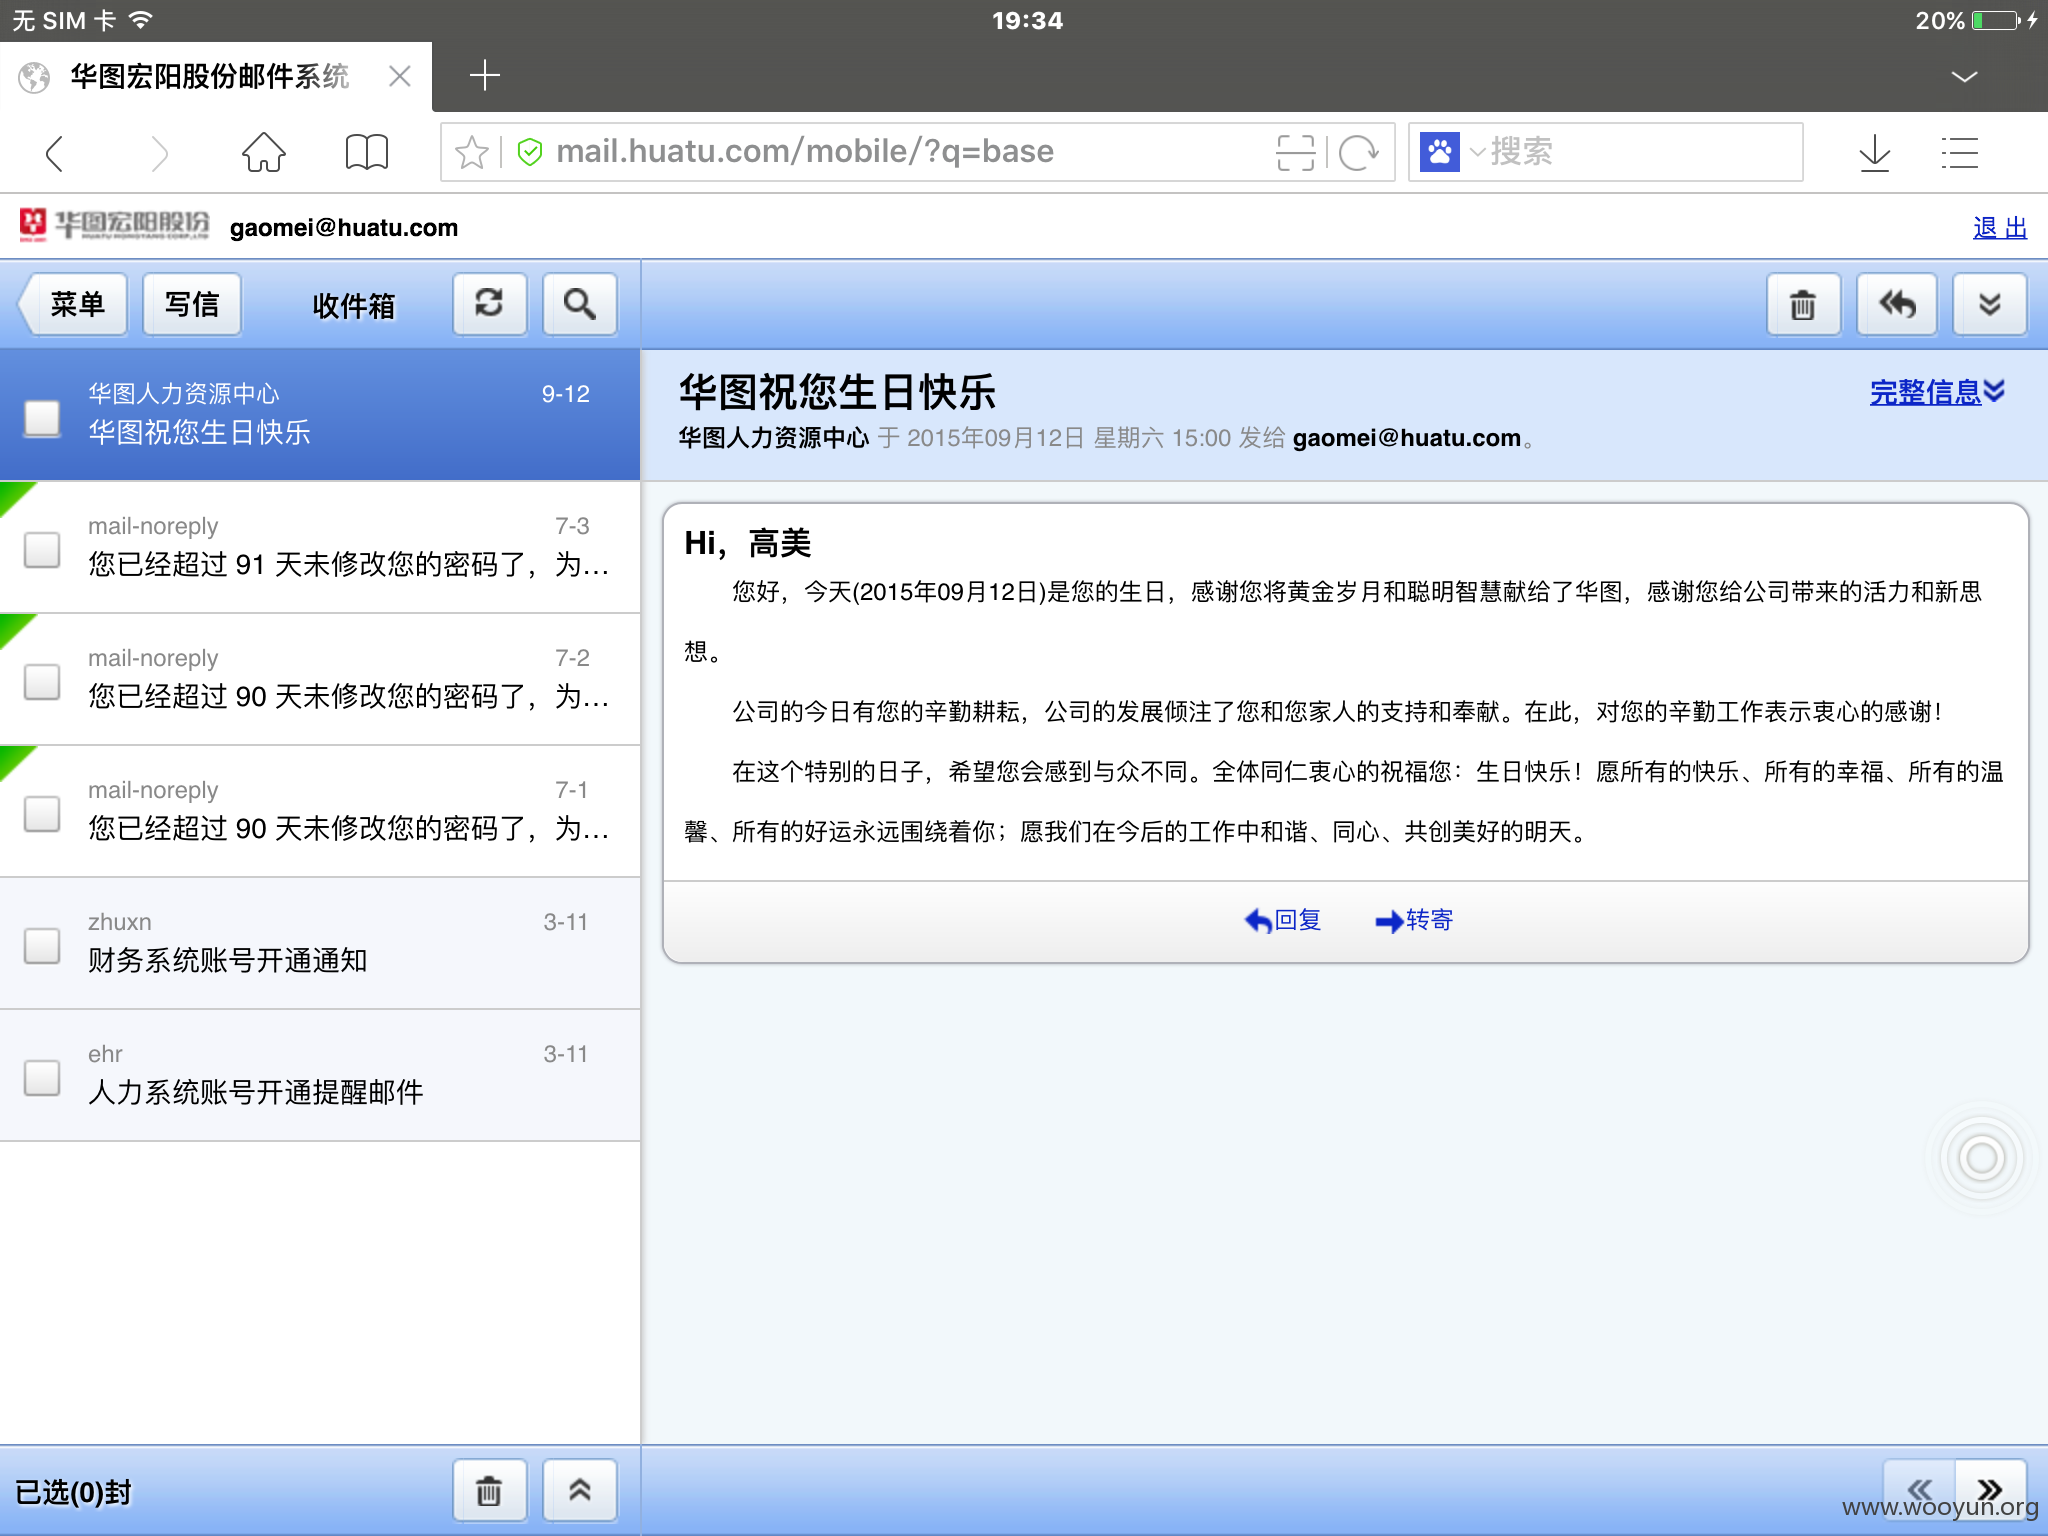 无 SIM 卡
19:34
20%
华图宏阳股份邮件系统
mail.huatu.com/mobile/?q=base
搜索
华图宏阳股份
gaomei@huatu.com
退 出
菜单
写信
收件箱
华图人力资源中心 9-12
华图祝您生日快乐
mail-noreply 7-3
您已经超过 91 天未修改您的密码了，为...
mail-noreply 7-2
您已经超过 90 天未修改您的密码了，为...
mail-noreply 7-1
您已经超过 90 天未修改您的密码了，为...
zhuxn 3-11
财务系统账号开通通知
ehr 3-11
人力系统账号开通提醒邮件
已选(0)封
华图祝您生日快乐
完整信息
华图人力资源中心 于 2015年09月12日 星期六 15:00 发给 gaomei@huatu.com。
Hi，高美
您好，今天(2015年09月12日)是您的生日，感谢您将黄金岁月和聪明智慧献给了华图，感谢您给公司带来的活力和新思
想。
公司的今日有您的辛勤耕耘，公司的发展倾注了您和您家人的支持和奉献。在此，对您的辛勤工作表示衷心的感谢！
在这个特别的日子，希望您会感到与众不同。全体同仁衷心的祝福您：生日快乐！愿所有的快乐、所有的幸福、所有的温
馨、所有的好运永远围绕着你；愿我们在今后的工作中和谐、同心、共创美好的明天。
回复
转寄
www.wooyun.org